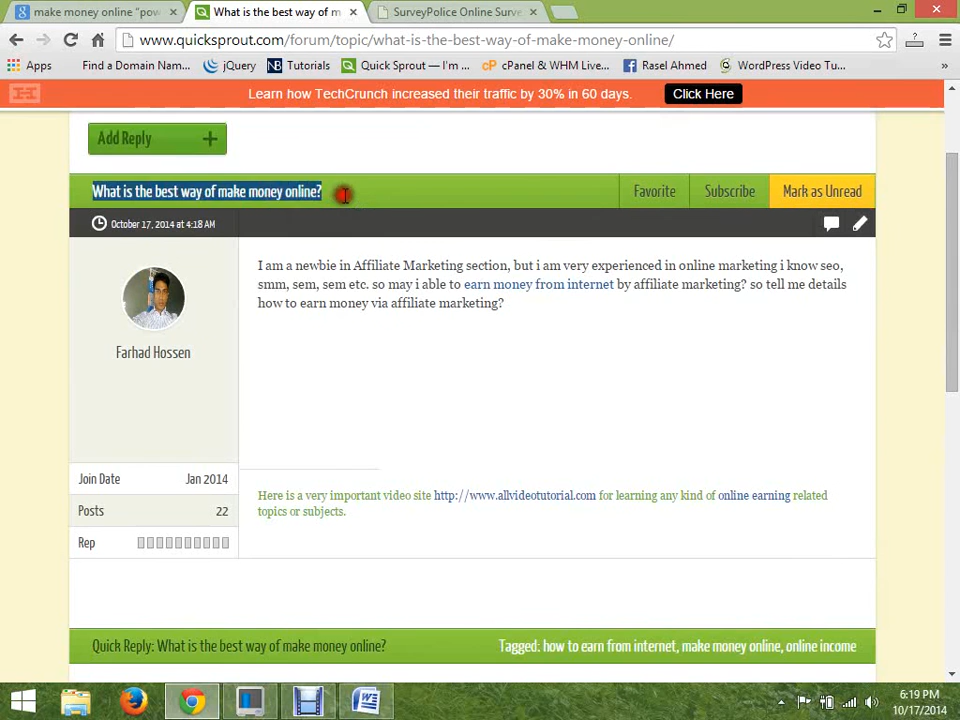 make money online "pow
What is the best way of m
SurveyPolice Online Surve
www.quicksprout.com/forum/topic/what-is-the-best-way-of-make-money-online/
Apps Find a Domain Nam... jQuery Tutorials Quick Sprout — I'm ... cPanel & WHM Live... Rasel Ahmed WordPress Video Tu... »
Learn how TechCrunch increased their traffic by 30% in 60 days. Click Here
Add Reply +
What is the best way of make money online? Favorite Subscribe Mark as Unread
October 17, 2014 at 4:18 AM
I am a newbie in Affiliate Marketing section, but i am very experienced in online marketing i know seo,
smm, sem, sem etc. so may i able to earn money from internet by affiliate marketing? so tell me details
how to earn money via affiliate marketing?
Farhad Hossen
Join Date Jan 2014
Posts 22
Rep
Here is a very important video site http://www.allvideotutorial.com for learning any kind of online earning related
topics or subjects.
Quick Reply: What is the best way of make money online? Tagged: how to earn from internet, make money online, online income
6:19 PM
10/17/2014